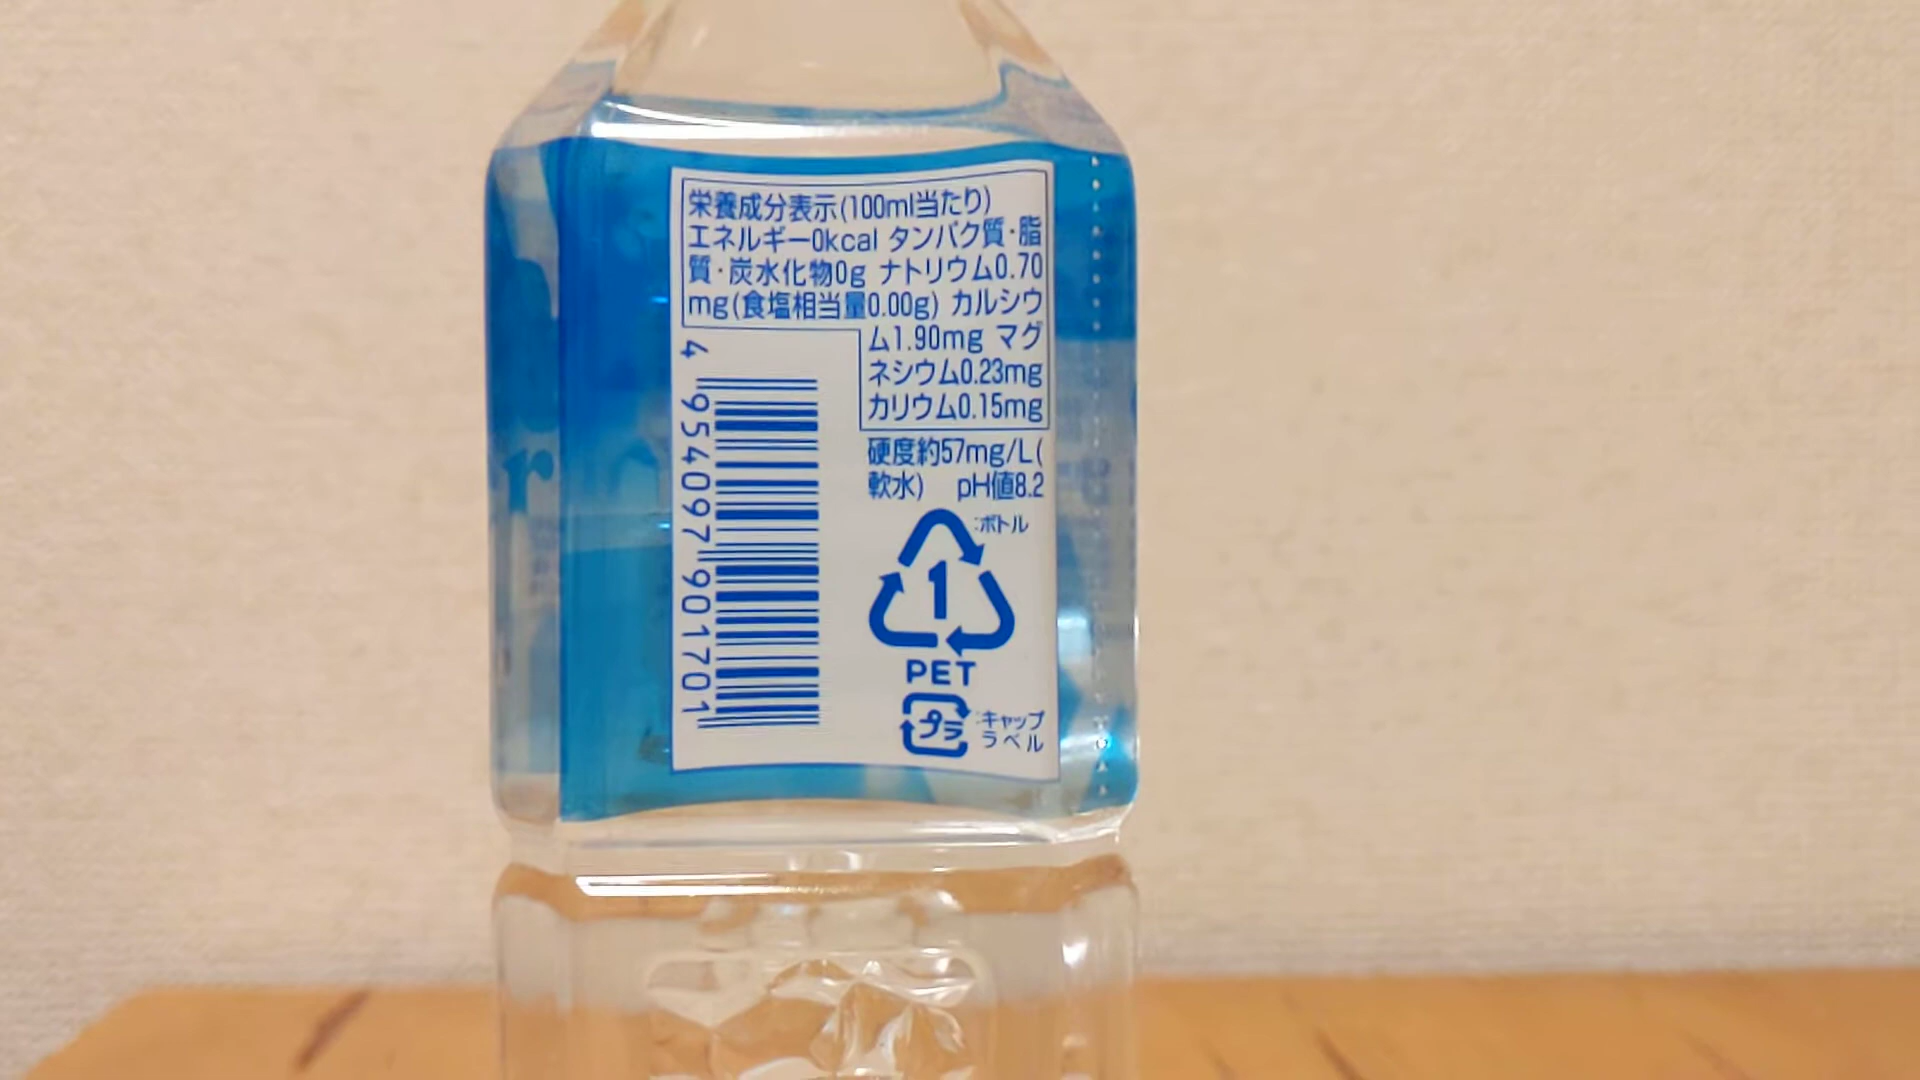 栄養成分表示(100ml当たり)
エネルギー0kcal タンパク質・脂
質・炭水化物0g ナトリウム0.70
mg(食塩相当量0.00g) カルシウ
ム1.90mg マグ
ネシウム0.23mg
カリウム0.15mg
硬度約57mg/L(
軟水) pH値8.2
4 954097 901701
:ボトル
1
PET
プラ
:キャップ
ラベル